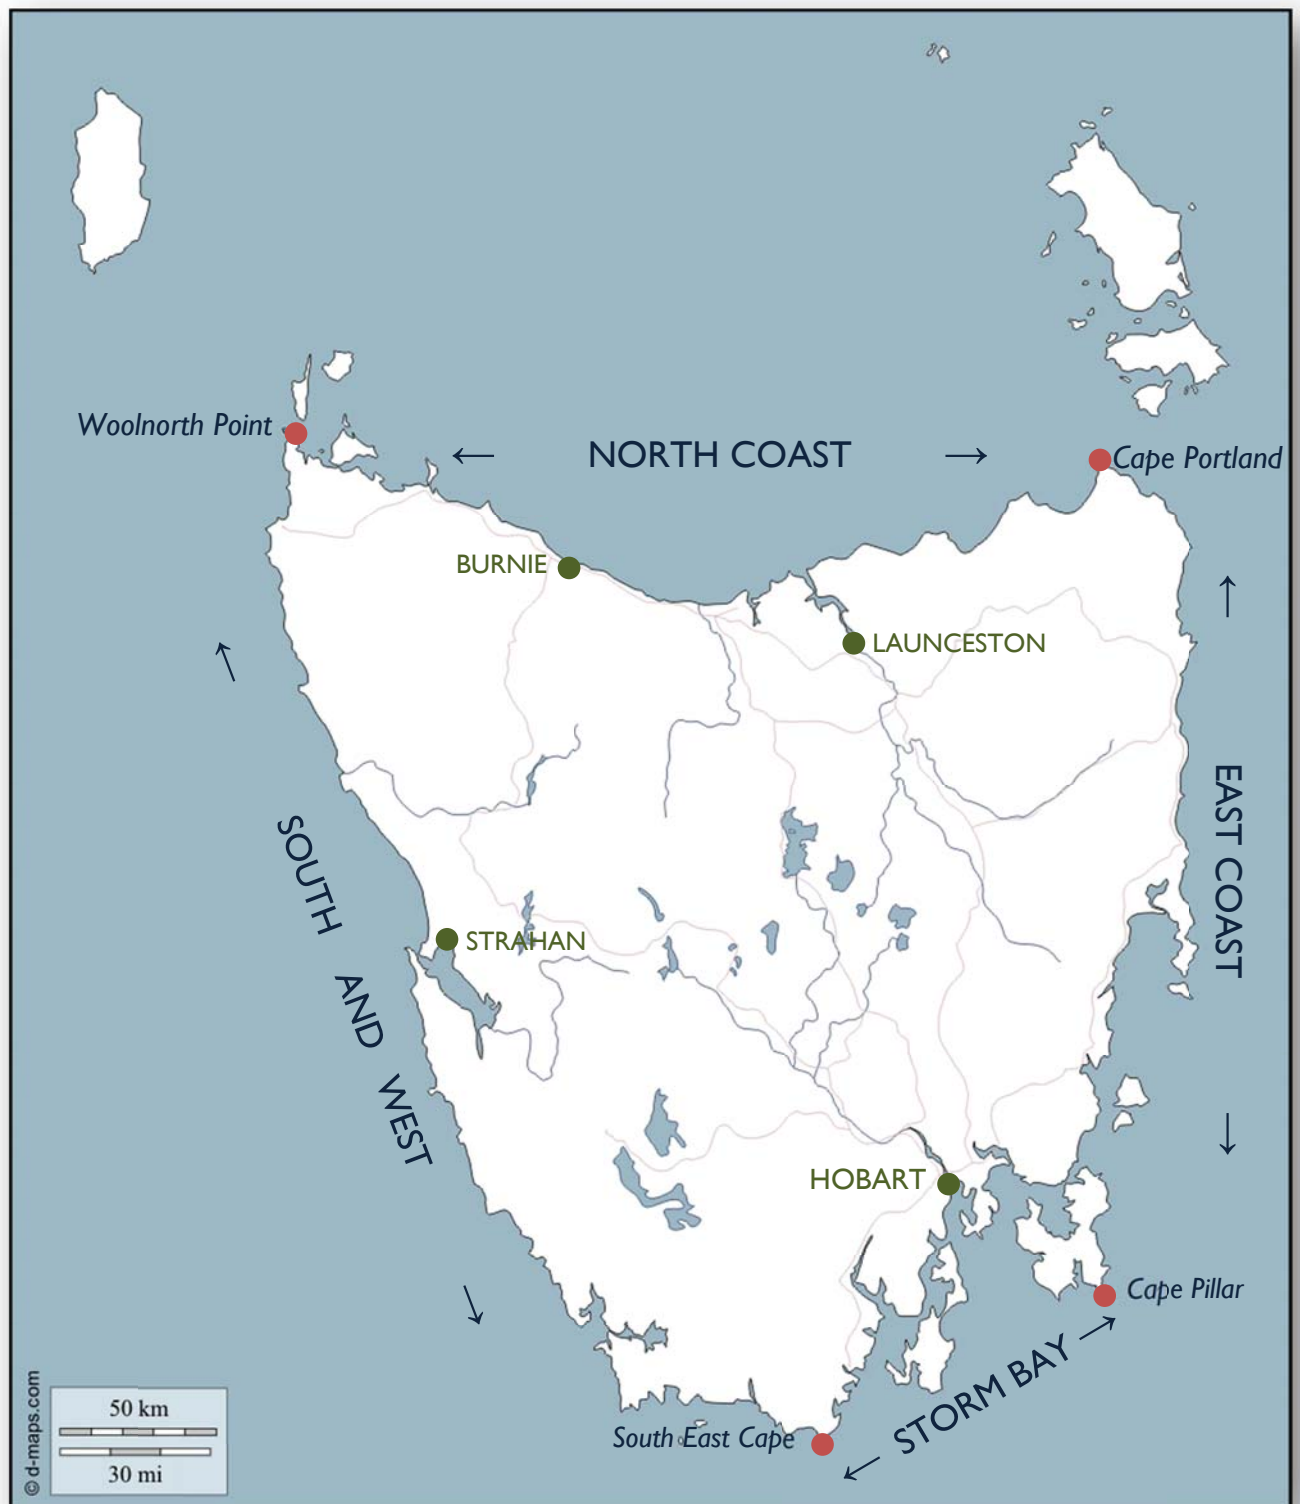 Woolnorth Point
← NORTH COAST →
Cape Portland
BURNIE
LAUNCESTON
EAST COAST
SOUTH AND WEST
STRAHAN
HOBART
Cape Pillar
STORM BAY
South East Cape
50 km
30 mi
© d-maps.com